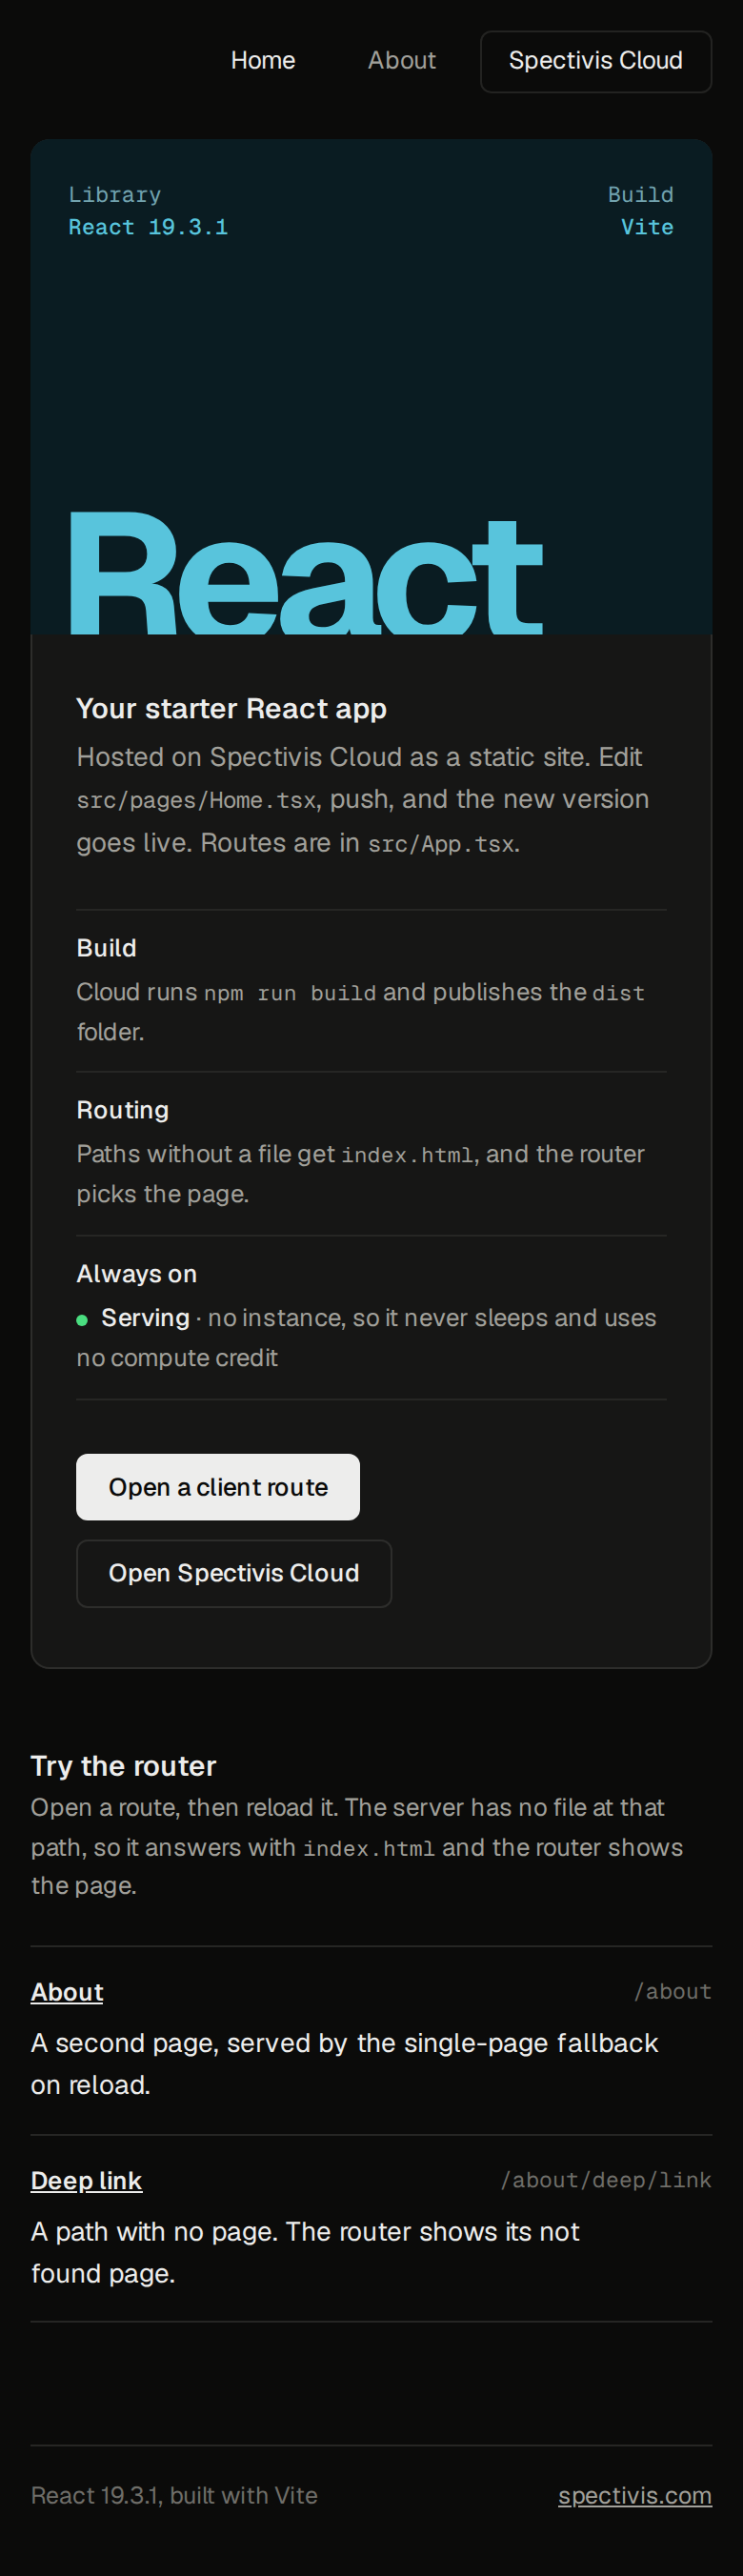 Home About Spectivis Cloud
Library Build
React 19.3.1 Vite
React
Your starter React app
Hosted on Spectivis Cloud as a static site. Edit
src/pages/Home.tsx, push, and the new version
goes live. Routes are in src/App.tsx.
Build
Cloud runs npm run build and publishes the dist
folder.
Routing
Paths without a file get index.html, and the router
picks the page.
Always on
Serving · no instance, so it never sleeps and uses
no compute credit
Open a client route
Open Spectivis Cloud
Try the router
Open a route, then reload it. The server has no file at that
path, so it answers with index.html and the router shows
the page.
About /about
A second page, served by the single-page fallback
on reload.
Deep link /about/deep/link
A path with no page. The router shows its not
found page.
React 19.3.1, built with Vite spectivis.com